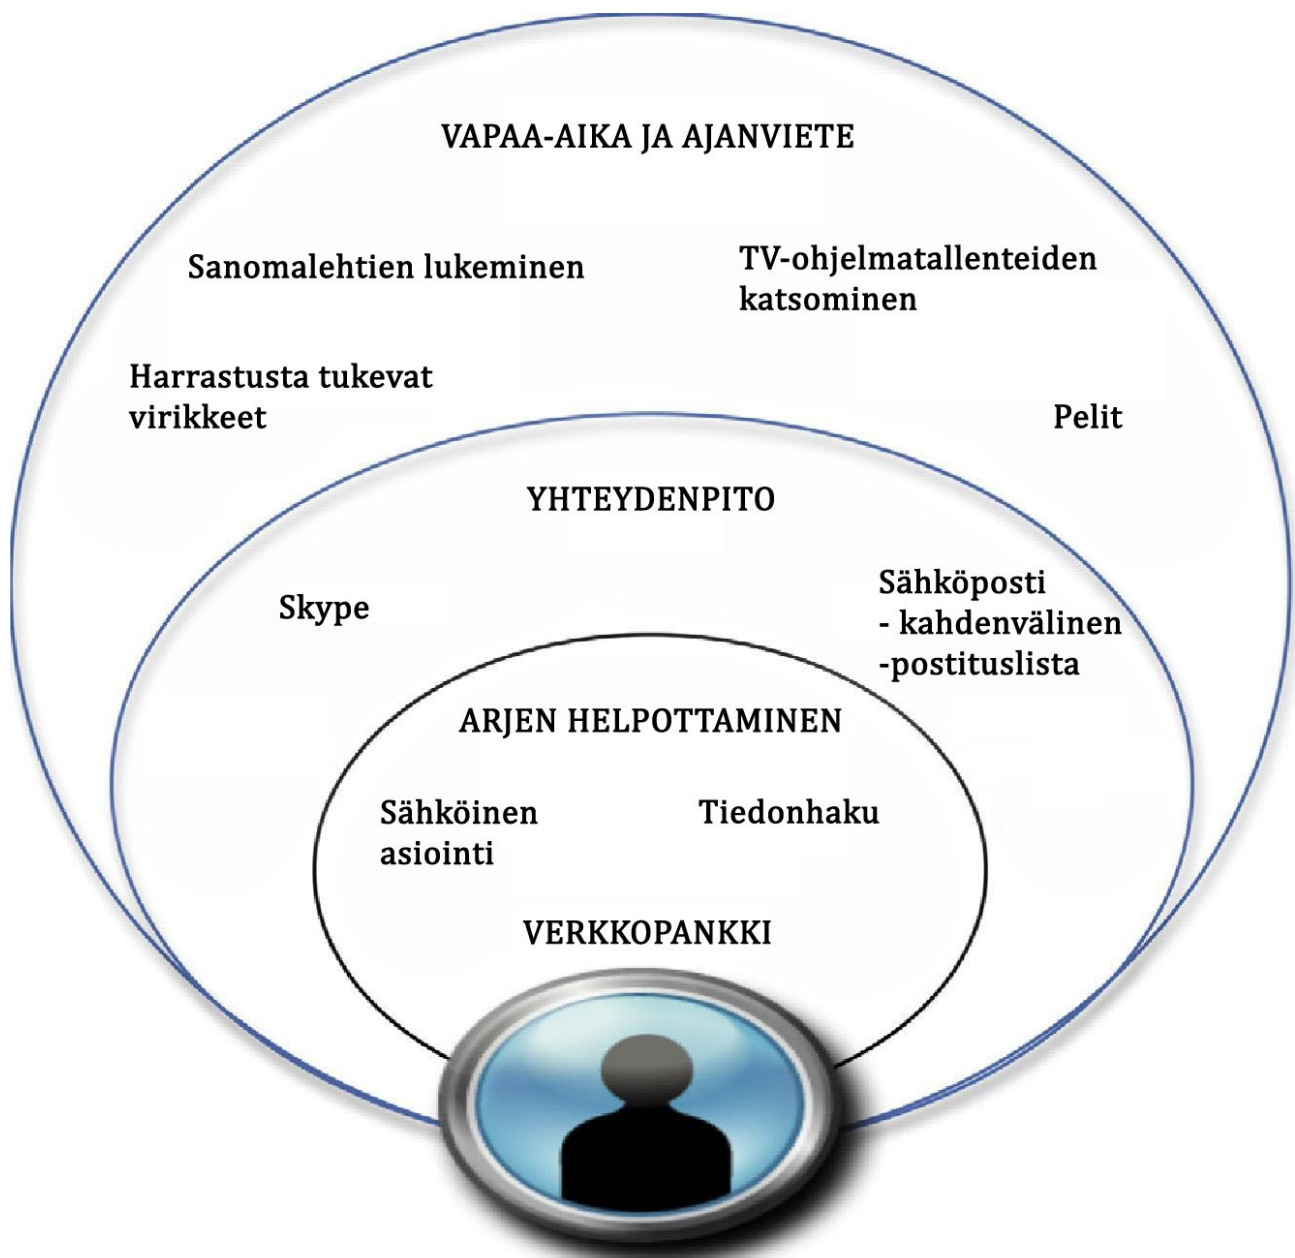 VAPAA-AIKA JA AJANVIETE
Sanomalehtien lukeminen
TV-ohjelmatallenteiden
katsominen
Harrastusta tukevat
virikkeet
Pelit
YHTEYDENPITO
Skype
Sähköposti
- kahdenvälinen
-postituslista
ARJEN HELPOTTAMINEN
Sähköinen
asiointi
Tiedonhaku
VERKKOPANKKI